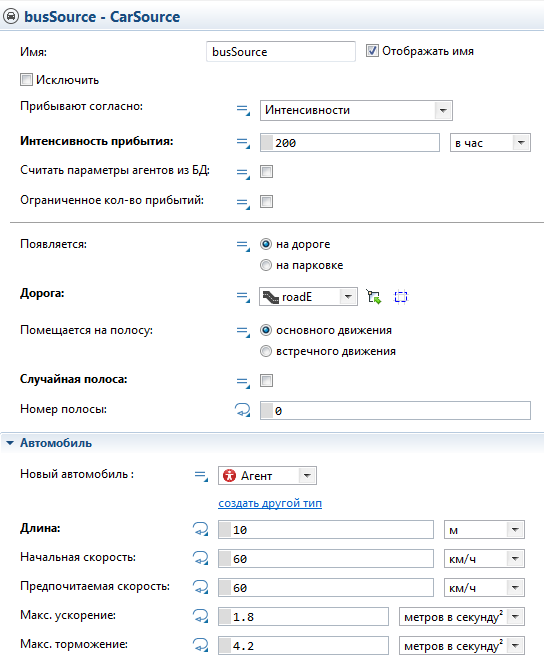 busSource - CarSource
Имя: busSource Отображать имя
Исключить
Прибывают согласно: Интенсивности
Интенсивность прибытия: 200 в час
Считать параметры агентов из БД:
Ограниченное кол-во прибытий:
Появляется: на дороге
на парковке
Дорога: roadE
Помещается на полосу: основного движения
встречного движения
Случайная полоса:
Номер полосы: 0
Автомобиль
Новый автомобиль : Агент
создать другой тип
Длина: 10 м
Начальная скорость: 60 км/ч
Предпочитаемая скорость: 60 км/ч
Макс. ускорение: 1.8 метров в секунду²
Макс. торможение: 4.2 метров в секунду²